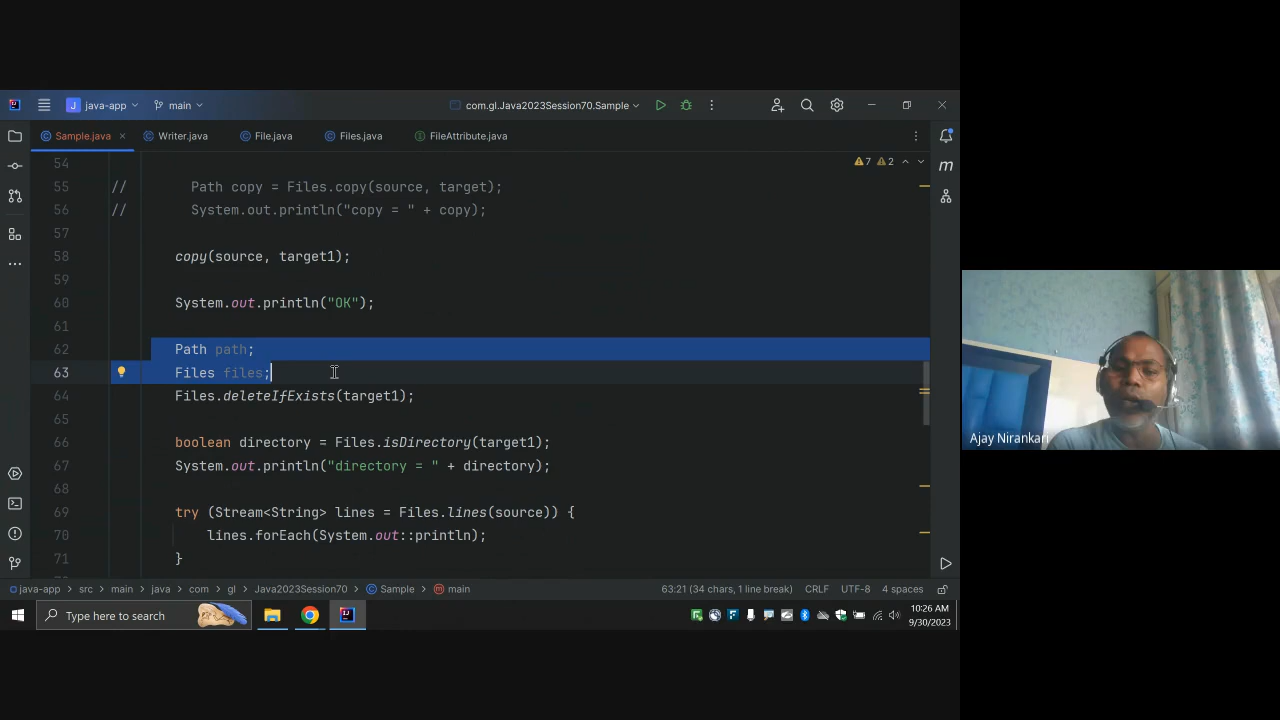 J java-app main com.gl.Java2023Session70.Sample
Sample.java Writer.java File.java Files.java FileAttribute.java
54 7 2
55 // Path copy = Files.copy(source, target);
56 // System.out.println("copy = " + copy);
57
58 copy(source, target1);
59
60 System.out.println("OK");
61
62 Path path;
63 Files files;
64 Files.deleteIfExists(target1);
65
66 boolean directory = Files.isDirectory(target1);
67 System.out.println("directory = " + directory);
68
69 try (Stream<String> lines = Files.lines(source)) {
70 lines.forEach(System.out::println);
71 }
m
Ajay Nirankari
java-app > src > main > java > com > gl > Java2023Session70 > Sample > main 63:21 (34 chars, 1 line break) CRLF UTF-8 4 spaces
Type here to search
10:26 AM
9/30/2023